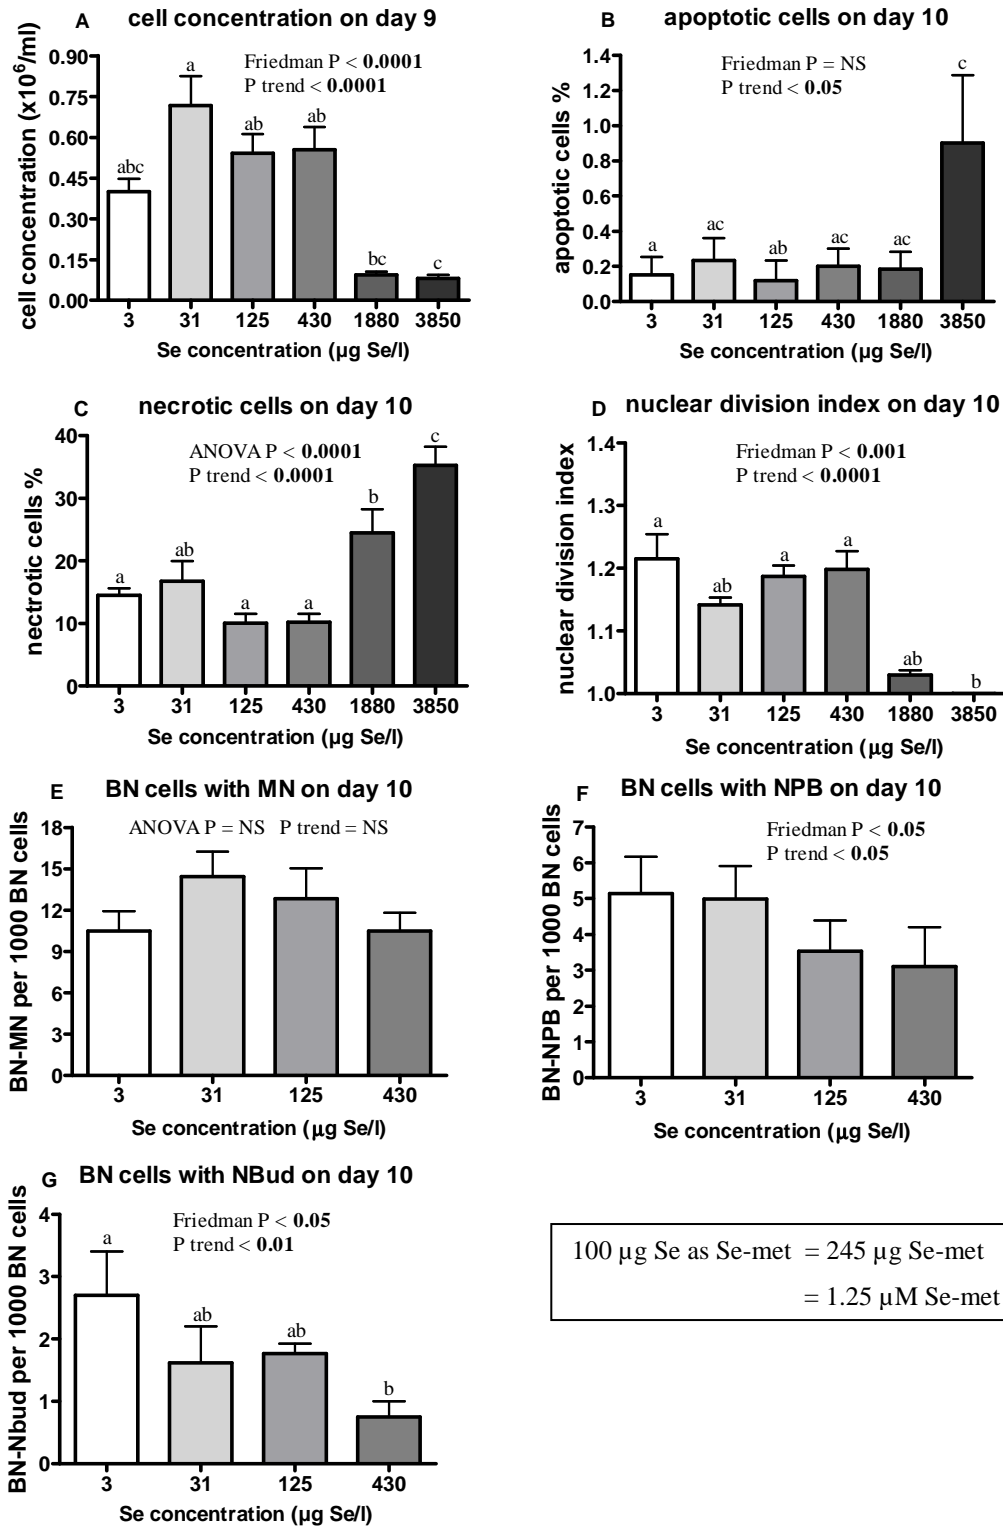 A cell concentration on day 9
cell concentration (x10⁶/ml)
0.90
0.75
0.60
0.45
0.30
0.15
0.00
Friedman P < 0.0001
P trend < 0.0001
abc a ab ab bc c
3 31 125 430 1880 3850
Se concentration (µg Se/l)
B apoptotic cells on day 10
apoptotic cells %
1.4
1.2
1.0
0.8
0.6
0.4
0.2
0.0
Friedman P = NS
P trend < 0.05
a ac ab ac ac c
3 31 125 430 1880 3850
Se concentration (µg Se/l)
C necrotic cells on day 10
nectrotic cells %
40
30
20
10
0
ANOVA P < 0.0001
P trend < 0.0001
a ab a a b c
3 31 125 430 1880 3850
Se concentration (µg Se/l)
D nuclear division index on day 10
nuclear division index
1.4
1.3
1.2
1.1
1.0
Friedman P < 0.001
P trend < 0.0001
a ab a a ab b
3 31 125 430 1880 3850
Se concentration (µg Se/l)
E BN cells with MN on day 10
BN-MN per 1000 BN cells
18
15
12
9
6
3
0
ANOVA P = NS P trend = NS
3 31 125 430
Se concentration (µg Se/l)
F BN cells with NPB on day 10
BN-NPB per 1000 BN cells
7
6
5
4
3
2
1
0
Friedman P < 0.05
P trend < 0.05
3 31 125 430
Se concentration (µg Se/l)
G BN cells with NBud on day 10
BN-Nbud per 1000 BN cells
4
3
2
1
0
Friedman P < 0.05
P trend < 0.01
a ab ab b
3 31 125 430
Se concentration (µg Se/l)
100 µg Se as Se-met = 245 µg Se-met
= 1.25 µM Se-met